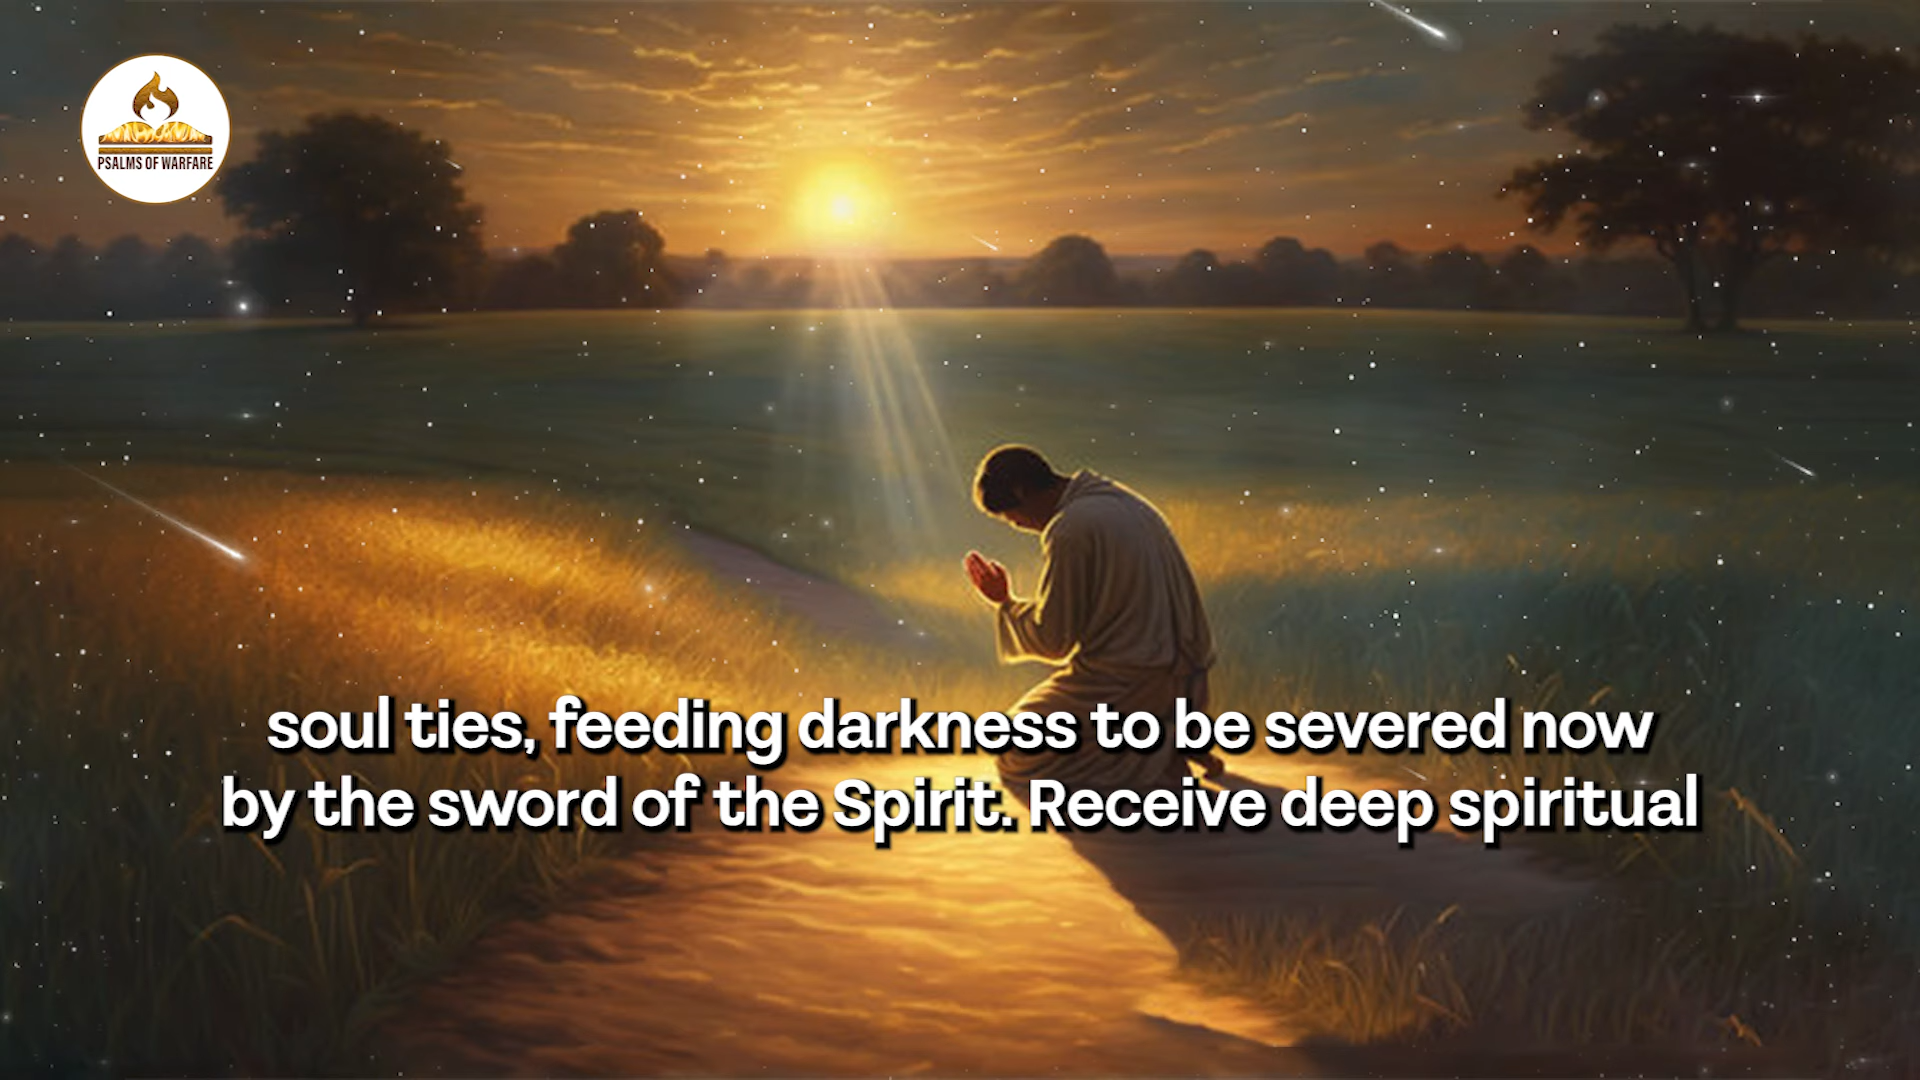 PSALMS OF WARFARE
soul ties, feeding darkness to be severed now
by the sword of the Spirit. Receive deep spiritual